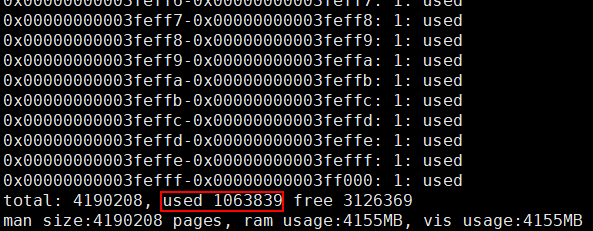 0x00000000003feff6-0x00000000003feff7: 1: used
0x00000000003feff7-0x00000000003feff8: 1: used
0x00000000003feff8-0x00000000003feff9: 1: used
0x00000000003feff9-0x00000000003feffa: 1: used
0x00000000003feffa-0x00000000003feffb: 1: used
0x00000000003feffb-0x00000000003feffc: 1: used
0x00000000003feffc-0x00000000003feffd: 1: used
0x00000000003feffd-0x00000000003feffe: 1: used
0x00000000003feffe-0x00000000003fefff: 1: used
0x00000000003fefff-0x00000000003ff000: 1: used
total: 4190208, used 1063839 free 3126369
man size:4190208 pages, ram usage:4155MB, vis usage:4155MB